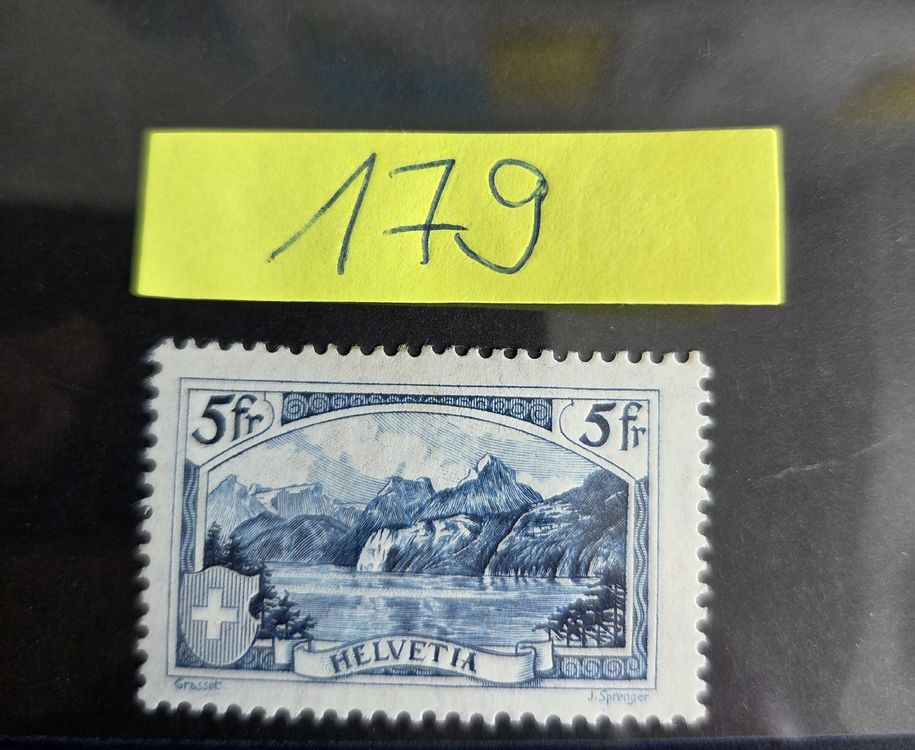 179
5fr 5fr
HELVETIA
Grasset. J. Sprenger